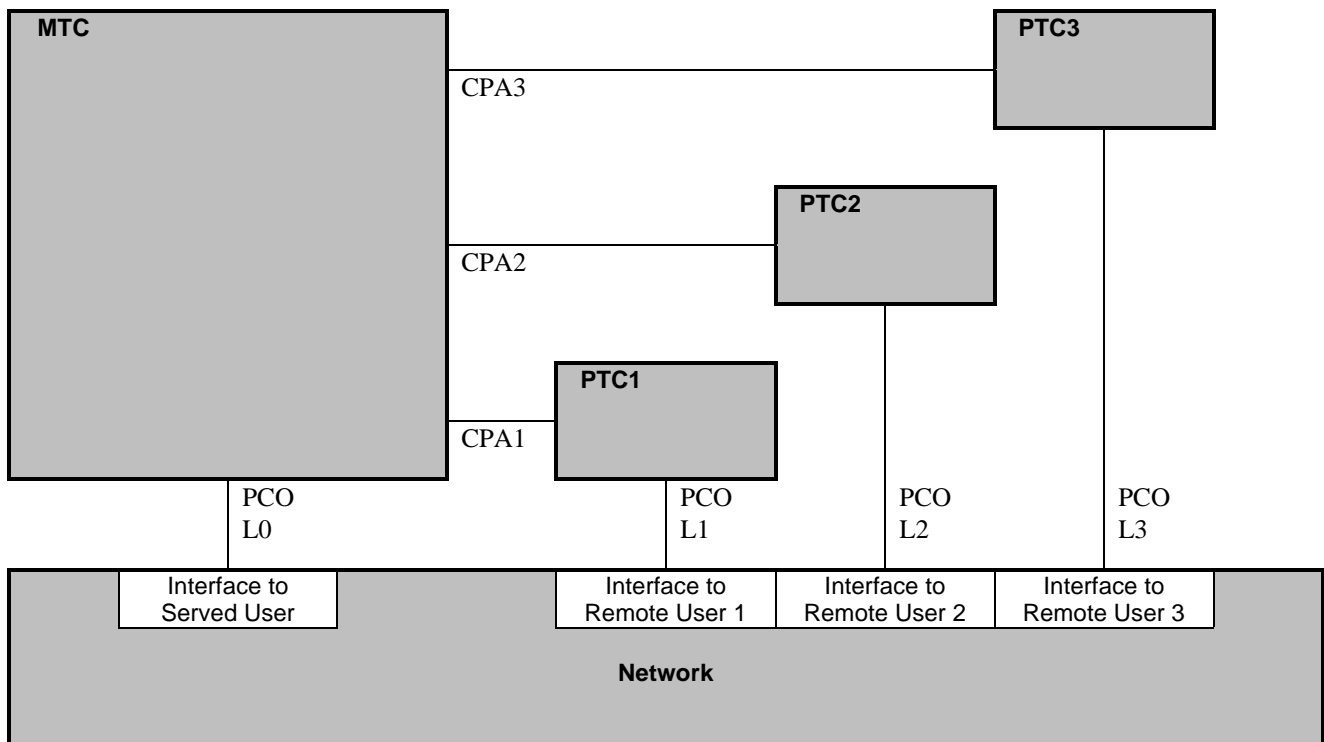 MTC
PTC3
CPA3
PTC2
CPA2
PTC1
CPA1
PCO
L0
PCO
L1
PCO
L2
PCO
L3
Interface to
Served User
Interface to
Remote User 1
Interface to
Remote User 2
Interface to
Remote User 3
Network